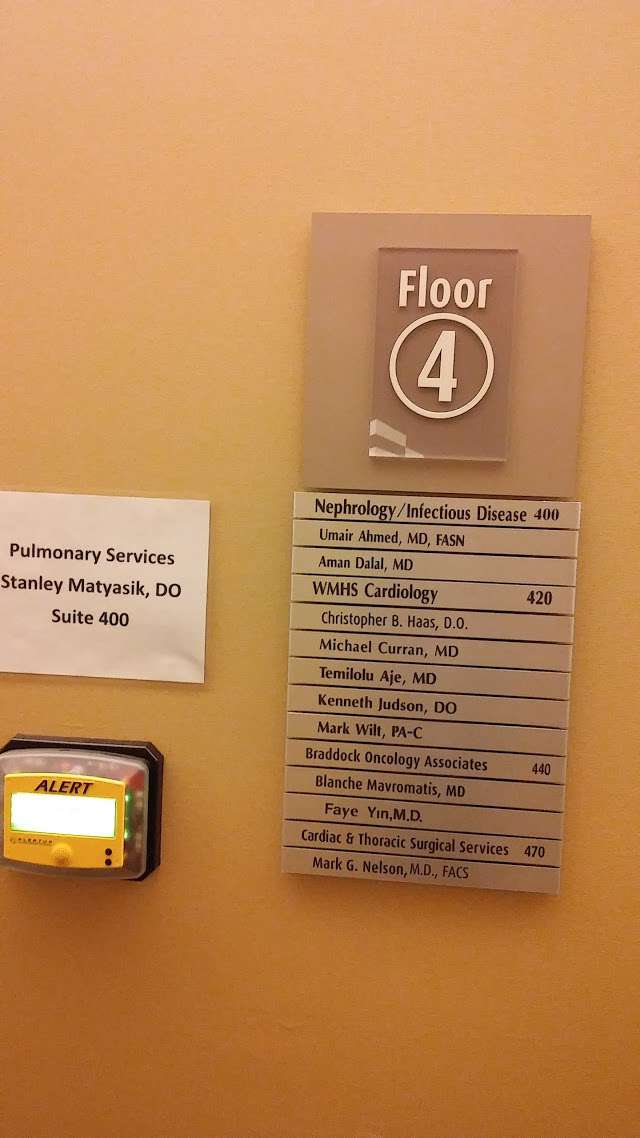 Floor
4
Nephrology/Infectious Disease 400
Umair Ahmed, MD, FASN
Aman Dalal, MD
WMHS Cardiology 420
Christopher B. Haas, D.O.
Michael Curran, MD
Temilolu Aje, MD
Kenneth Judson, DO
Mark Wilt, PA-C
Braddock Oncology Associates 440
Blanche Mavromatis, MD
Faye Yin,M.D.
Cardiac & Thoracic Surgical Services 470
Mark G. Nelson, M.D., FACS
Pulmonary Services
Stanley Matyasik, DO
Suite 400
ALERT